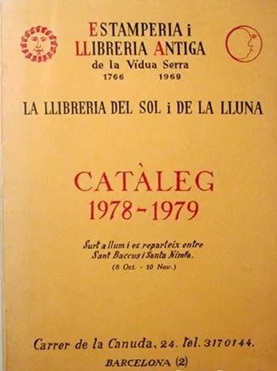 ESTAMPERIA i
LLIBRERIA ANTIGA
de la Vídua Serra
1766 1969
LA LLIBRERIA DEL SOL i DE LA LLUNA
CATÀLEG
1978-1979
Surt a llum i es reparteix entre
Sant Baccus i Santa Nimfa.
(8 Oct. - 10 Nov.)
Carrer de la Canuda, 24. Tel. 3170144.
BARCELONA (2)